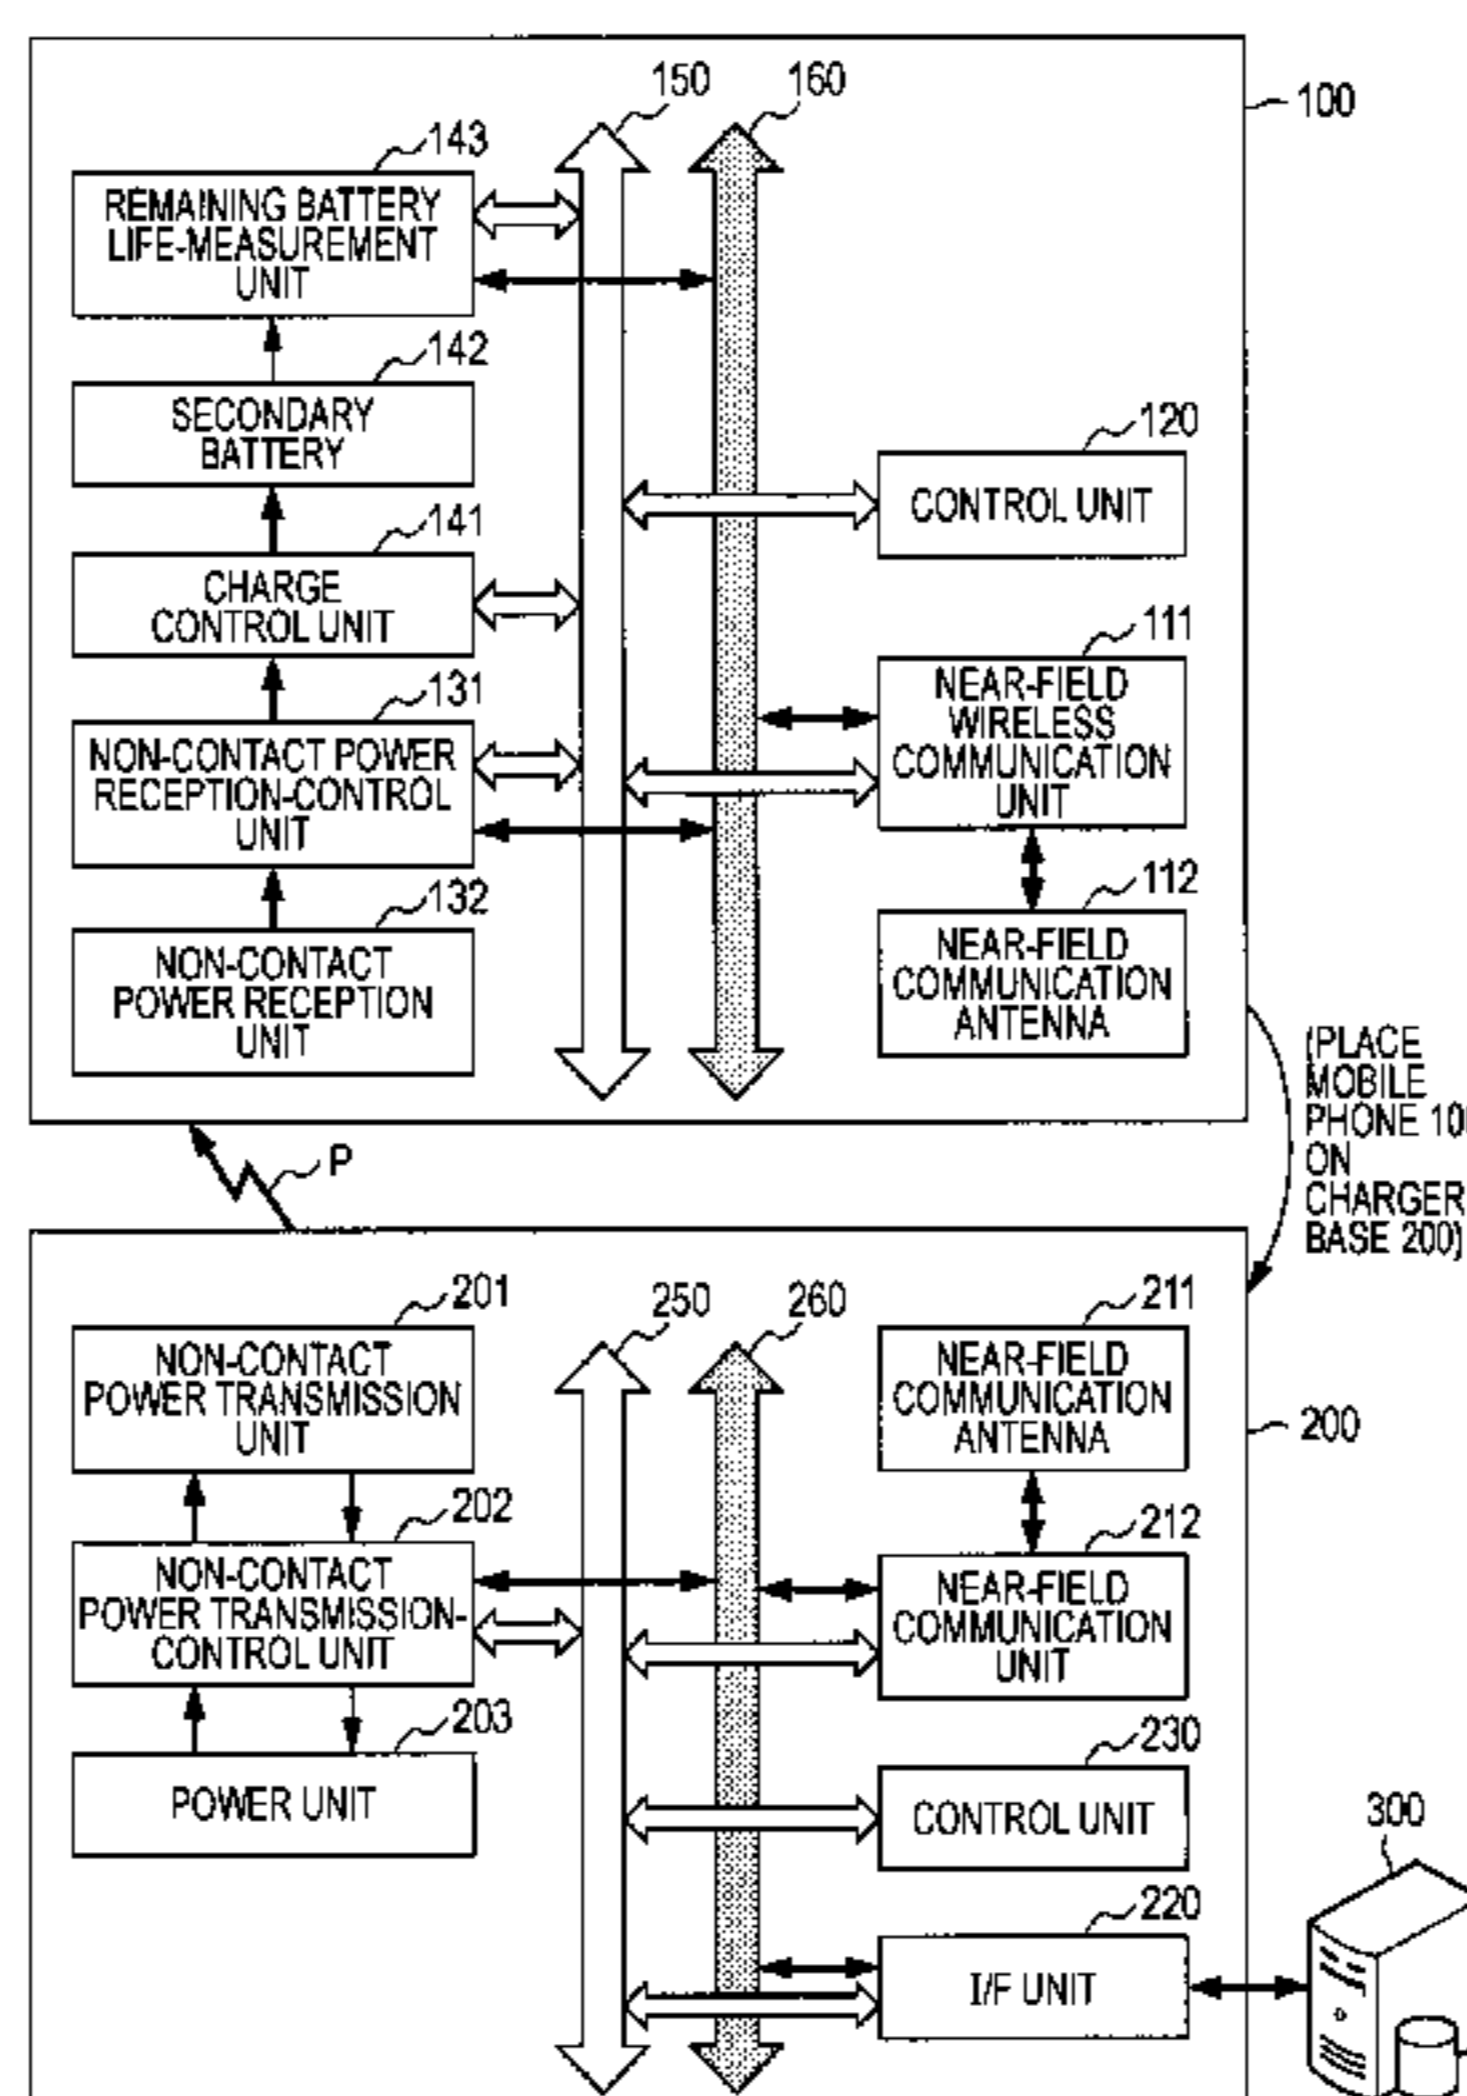 150
160
100
143
REMAINING BATTERY
LIFE-MEASUREMENT
UNIT
142
SECONDARY
BATTERY
120
CONTROL UNIT
141
CHARGE
CONTROL UNIT
111
NEAR-FIELD
WIRELESS
COMMUNICATION
UNIT
131
NON-CONTACT POWER
RECEPTION-CONTROL
UNIT
112
NEAR-FIELD
COMMUNICATION
ANTENNA
132
NON-CONTACT
POWER RECEPTION
UNIT
(PLACE
MOBILE
PHONE 10
ON
CHARGER
BASE 200)
P
201
NON-CONTACT
POWER TRANSMISSION
UNIT
250
260
211
NEAR-FIELD
COMMUNICATION
ANTENNA
200
202
NON-CONTACT
POWER TRANSMISSION-
CONTROL UNIT
212
NEAR-FIELD
COMMUNICATION
UNIT
203
POWER UNIT
230
CONTROL UNIT
300
220
I/F UNIT